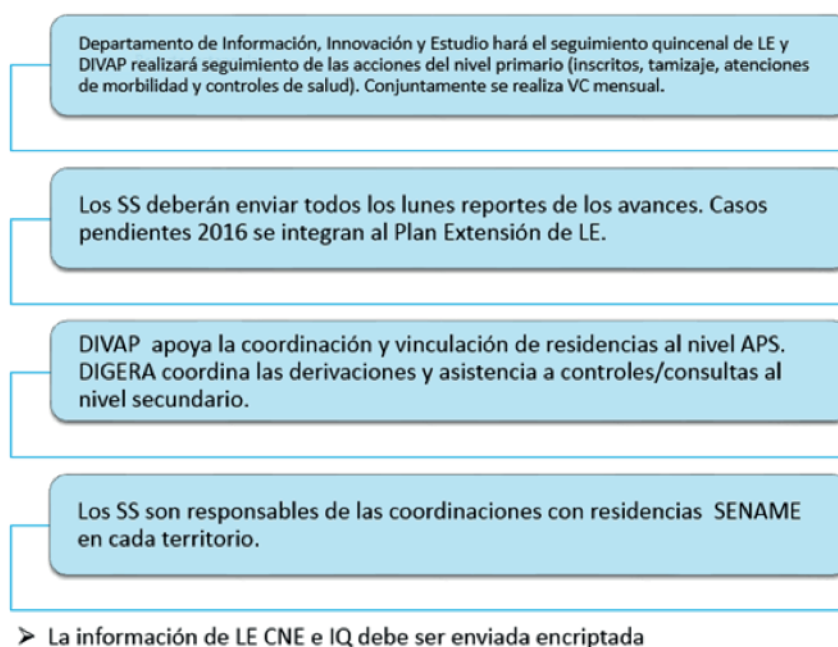 Departamento de Información, Innovación y Estudio hará el seguimiento quincenal de LE y
DIVAP realizará seguimiento de las acciones del nivel primario (inscritos, tamizaje, atenciones
de morbilidad y controles de salud). Conjuntamente se realiza VC mensual.
Los SS deberán enviar todos los lunes reportes de los avances. Casos
pendientes 2016 se integran al Plan Extensión de LE.
DIVAP apoya la coordinación y vinculación de residencias al nivel APS.
DIGERA coordina las derivaciones y asistencia a controles/consultas al
nivel secundario.
Los SS son responsables de las coordinaciones con residencias SENAME
en cada territorio.
➤ La información de LE CNE e IQ debe ser enviada encriptada